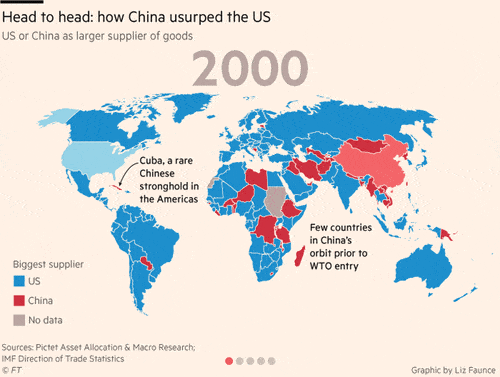 Head to head: how China usurped the US
US or China as larger supplier of goods
2000
Cuba, a rare
Chinese
stronghold in
the Americas
Few countries
in China's
orbit prior to
WTO entry
Biggest supplier
US
China
No data
Sources: Pictet Asset Allocation & Macro Research;
IMF Direction of Trade Statistics
© FT
Graphic by Liz Faunce